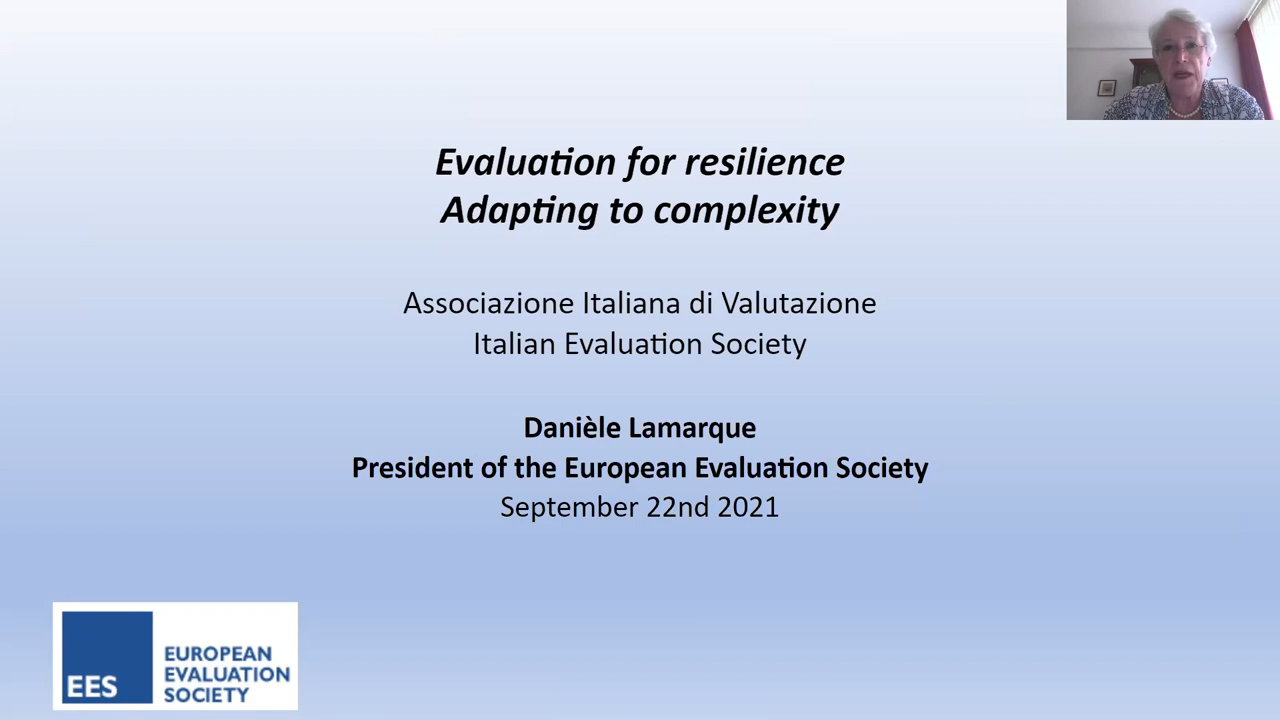 Evaluation for resilience
Adapting to complexity
Associazione Italiana di Valutazione
Italian Evaluation Society
Danièle Lamarque
President of the European Evaluation Society
September 22nd 2021
EES
EUROPEAN
EVALUATION
SOCIETY